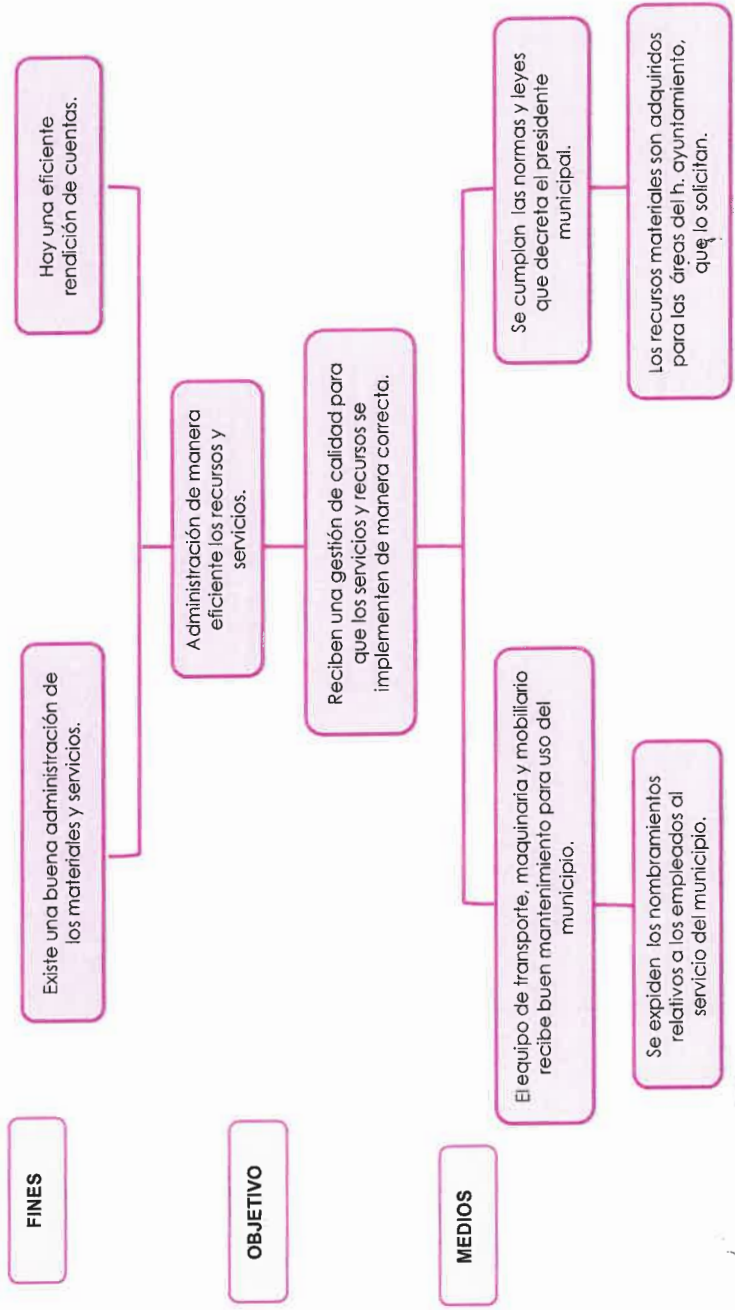 FINES
Existe una buena administración de
los materiales y servicios.
Hay una eficiente
rendición de cuentas.
OBJETIVO
Administración de manera
eficiente los recursos y
servicios.
Reciben una gestión de calidad para
que los servicios y recursos se
implementen de manera correcta.
MEDIOS
El equipo de transporte, maquinaria y mobiliario
recibe buen mantenimiento para uso del
municipio.
Se cumplan las normas y leyes
que decreta el presidente
municipal.
Se expiden los nombramientos
relativos a los empleados al
servicio del municipio.
Los recursos materiales son adquiridos
para las áreas del h. ayuntamiento,
que lo solicitan.